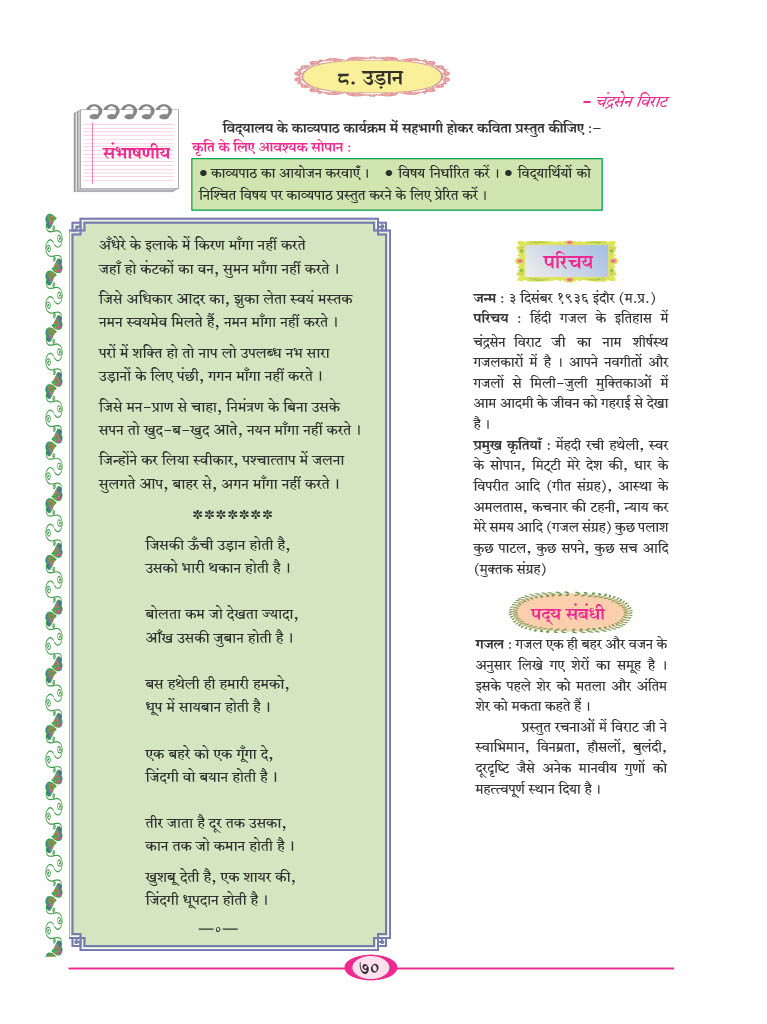 ८. उड़ान
– चंद्रसेन विराट
संभाषणीय
विद्‌यालय के काव्यपाठ कार्यक्रम में सहभागी होकर कविता प्रस्तुत कीजिए :–
कृति के लिए आवश्यक सोपान :
• काव्यपाठ का आयोजन करवाएँ । • विषय निर्धारित करें । • विद्‌यार्थियों को
निश्चित विषय पर काव्यपाठ प्रस्तुत करने के लिए प्रेरित करें ।
अँधेरे के इलाके में किरण माँगा नहीं करते
जहाँ हो कंटकों का वन, सुमन माँगा नहीं करते ।
जिसे अधिकार आदर का, झुका लेता स्वयं मस्तक
नमन स्वयमेव मिलते हैं, नमन माँगा नहीं करते ।
परों में शक्ति हो तो नाप लो उपलब्ध नभ सारा
उड़ानों के लिए पंछी, गगन माँगा नहीं करते ।
जिसे मन-प्राण से चाहा, निमंत्रण के बिना उसके
सपन तो खुद-ब-खुद आते, नयन माँगा नहीं करते ।
जिन्होंने कर लिया स्वीकार, पश्चात्ताप में जलना
सुलगते आप, बाहर से, अगन माँगा नहीं करते ।
*******
जिसकी ऊँची उड़ान होती है,
उसको भारी थकान होती है ।
बोलता कम जो देखता ज्यादा,
आँख उसकी जुबान होती है ।
बस हथेली ही हमारी हमको,
धूप में सायबान होती है ।
एक बहरे को एक गूँगा दे,
जिंदगी वो बयान होती है ।
तीर जाता है दूर तक उसका,
कान तक जो कमान होती है ।
खुशबू देती है, एक शायर की,
जिंदगी धूपदान होती है ।
—०—
परिचय
जन्म : ३ दिसंबर १९३६ इंदौर (म.प्र.)
परिचय : हिंदी गजल के इतिहास में
चंद्रसेन विराट जी का नाम शीर्षस्थ
गजलकारों में है । आपने नवगीतों और
गजलों से मिली-जुली मुक्तिकाओं में
आम आदमी के जीवन को गहराई से देखा
है ।
प्रमुख कृतियाँ : मेंहदी रची हथेली, स्वर
के सोपान, मिट्‌टी मेरे देश की, धार के
विपरीत आदि (गीत संग्रह), आस्था के
अमलतास, कचनार की टहनी, न्याय कर
मेरे समय आदि (गजल संग्रह) कुछ पलाश
कुछ पाटल, कुछ सपने, कुछ सच आदि
(मुक्तक संग्रह)
पद्‌य संबंधी
गजल : गजल एक ही बहर और वजन के
अनुसार लिखे गए शेरों का समूह है ।
इसके पहले शेर को मतला और अंतिम
शेर को मकता कहते हैं ।
प्रस्तुत रचनाओं में विराट जी ने
स्वाभिमान, विनम्रता, हौसलों, बुलंदी,
दूरदृष्टि जैसे अनेक मानवीय गुणों को
महत्त्वपूर्ण स्थान दिया है ।
७०